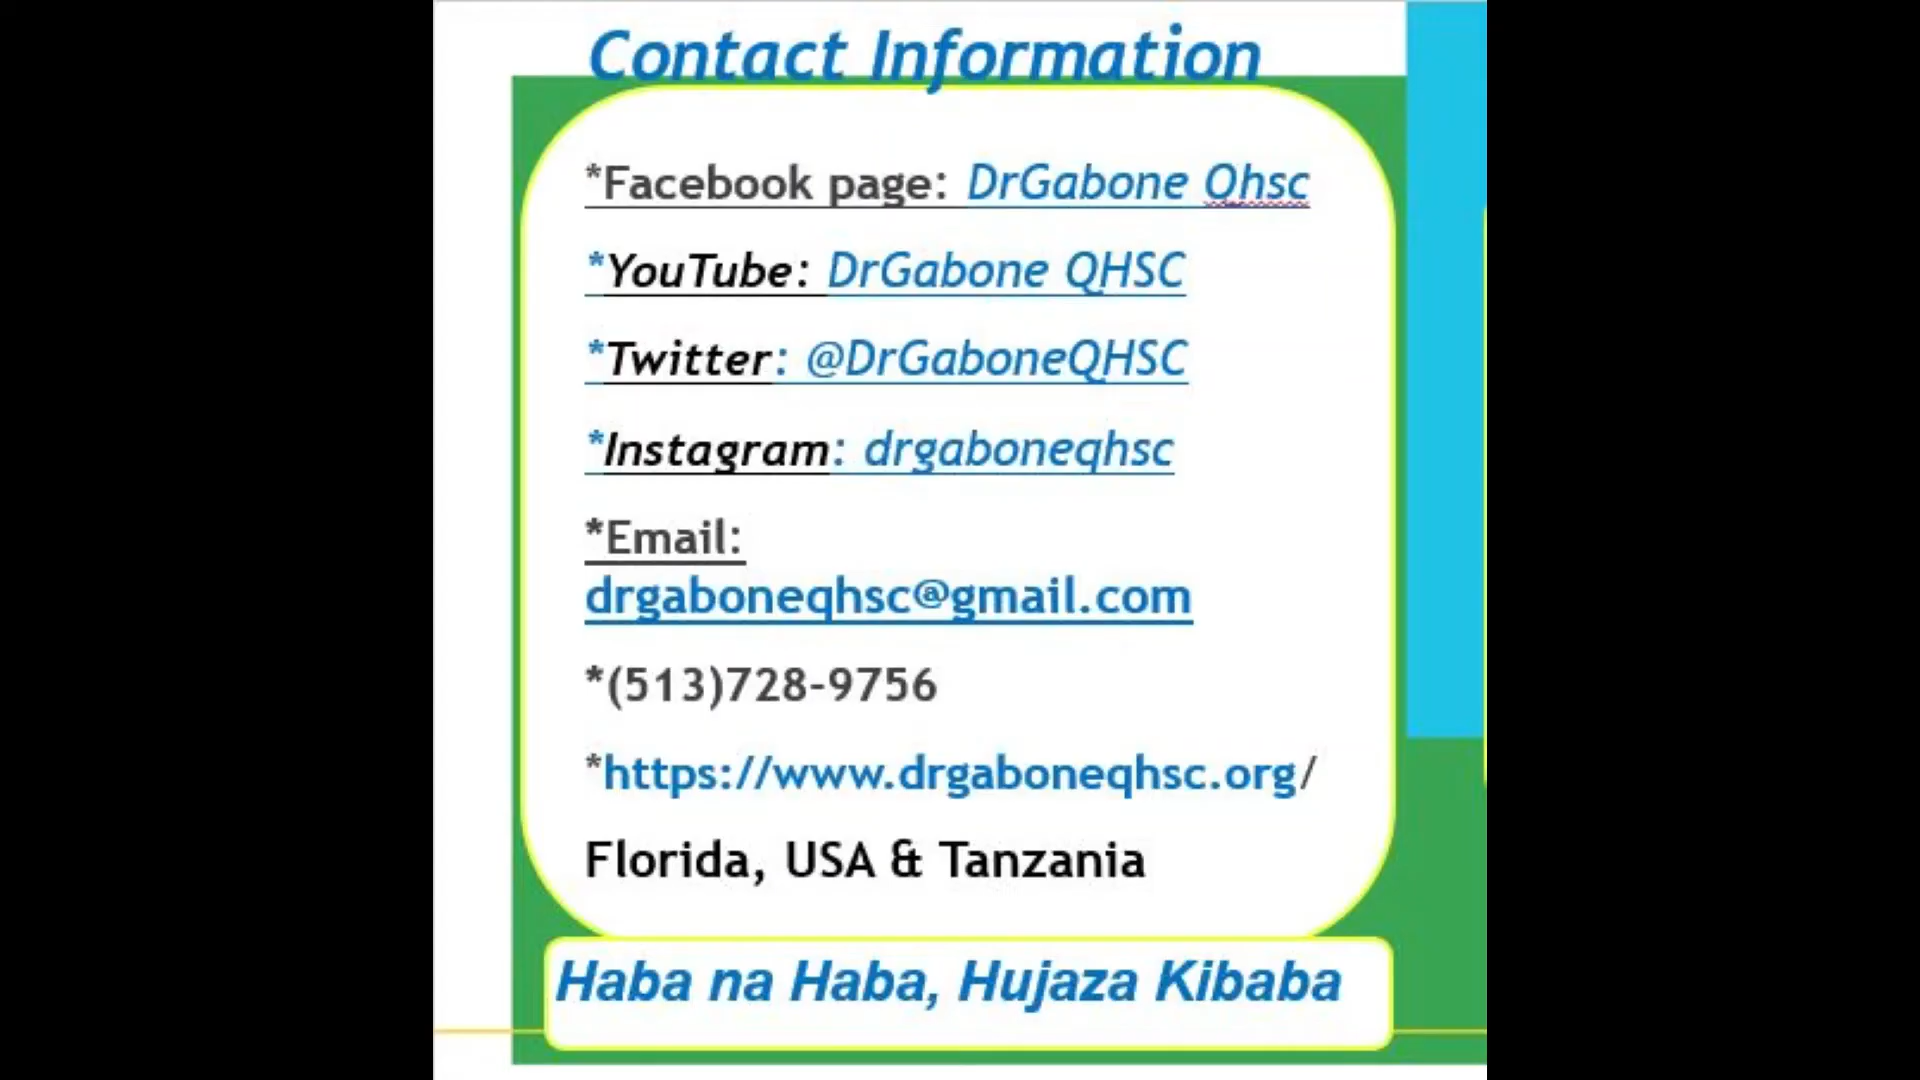 Contact Information
*Facebook page: DrGabone Qhsc
*YouTube: DrGabone QHSC
*Twitter: @DrGaboneQHSC
*Instagram: drgaboneqhsc
*Email:
drgaboneqhsc@gmail.com
*(513)728-9756
*https://www.drgaboneqhsc.org/
Florida, USA & Tanzania
Haba na Haba, Hujaza Kibaba